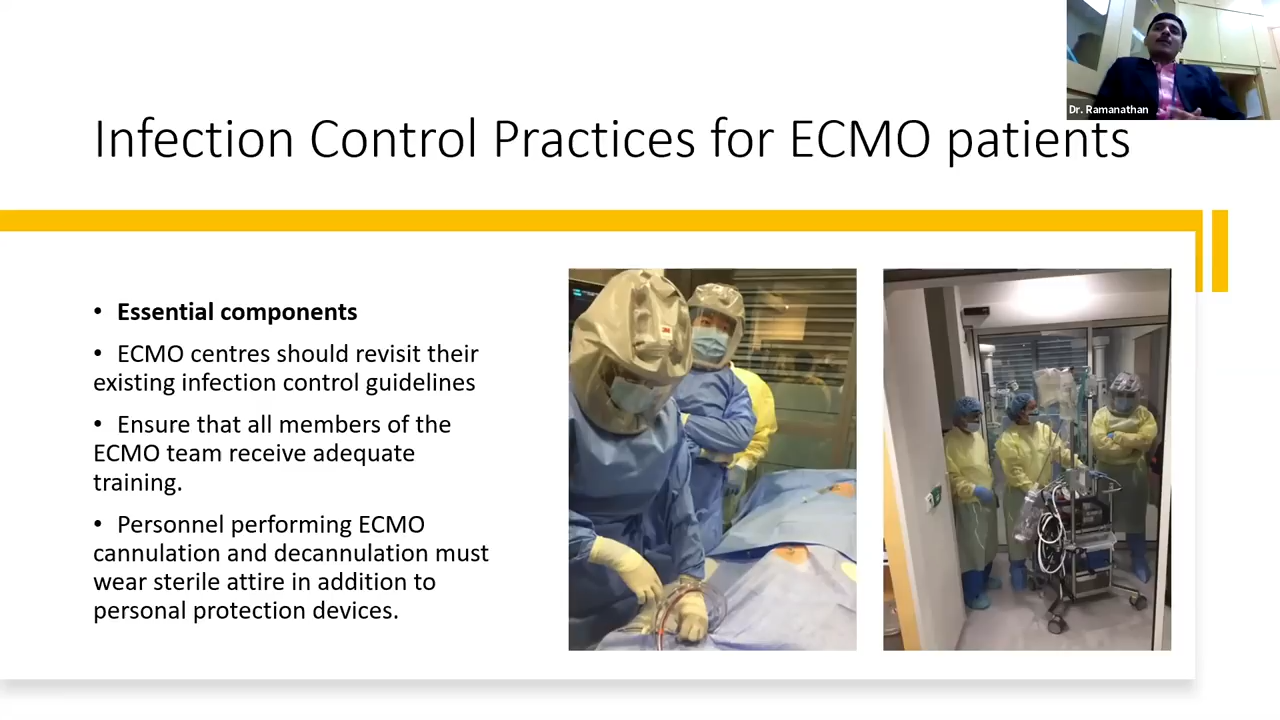 Dr. Ramanathan
Infection Control Practices for ECMO patients
• Essential components
• ECMO centres should revisit their
existing infection control guidelines
• Ensure that all members of the
ECMO team receive adequate
training.
• Personnel performing ECMO
cannulation and decannulation must
wear sterile attire in addition to
personal protection devices.
3M